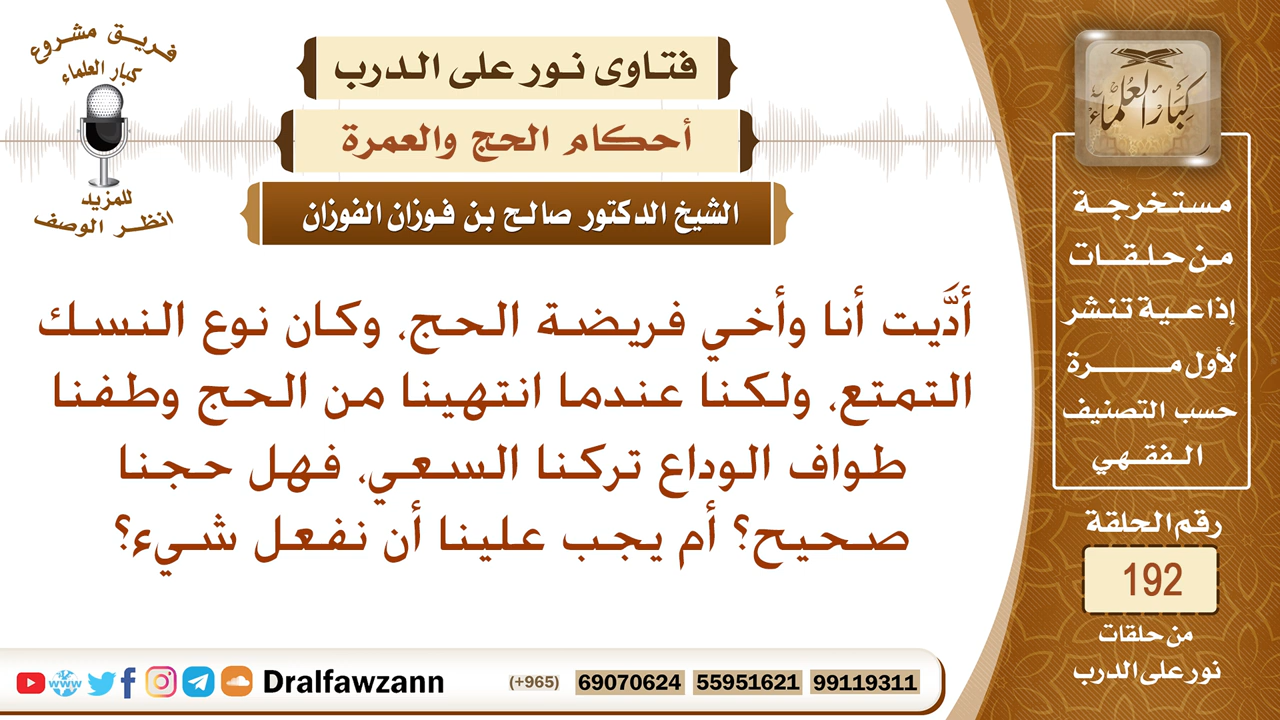 فريق مشروع
كبار العلماء
للمزيد
انظر الوصف
فتاوى نور على الدرب
أحكام الحج والعمرة
الشيخ الدكتور صالح بن فوزان الفوزان
أدَّيت أنا وأخي فريضة الحج، وكان نوع النسك
التمتع، ولكنا عندما انتهينا من الحج وطفنا
طواف الوداع تركنا السعي، فهل حجنا
صحيح؟ أم يجب علينا أن نفعل شيء؟
كبار العلماء
مستخرجة
من حلقات
إذاعية تنشر
لأول مرة
حسب التصنيف
الفقهي
رقم الحلقة
192
من حلقات
نور على الدرب
www Dralfawzann (+965) 69070624 55951621 99119311